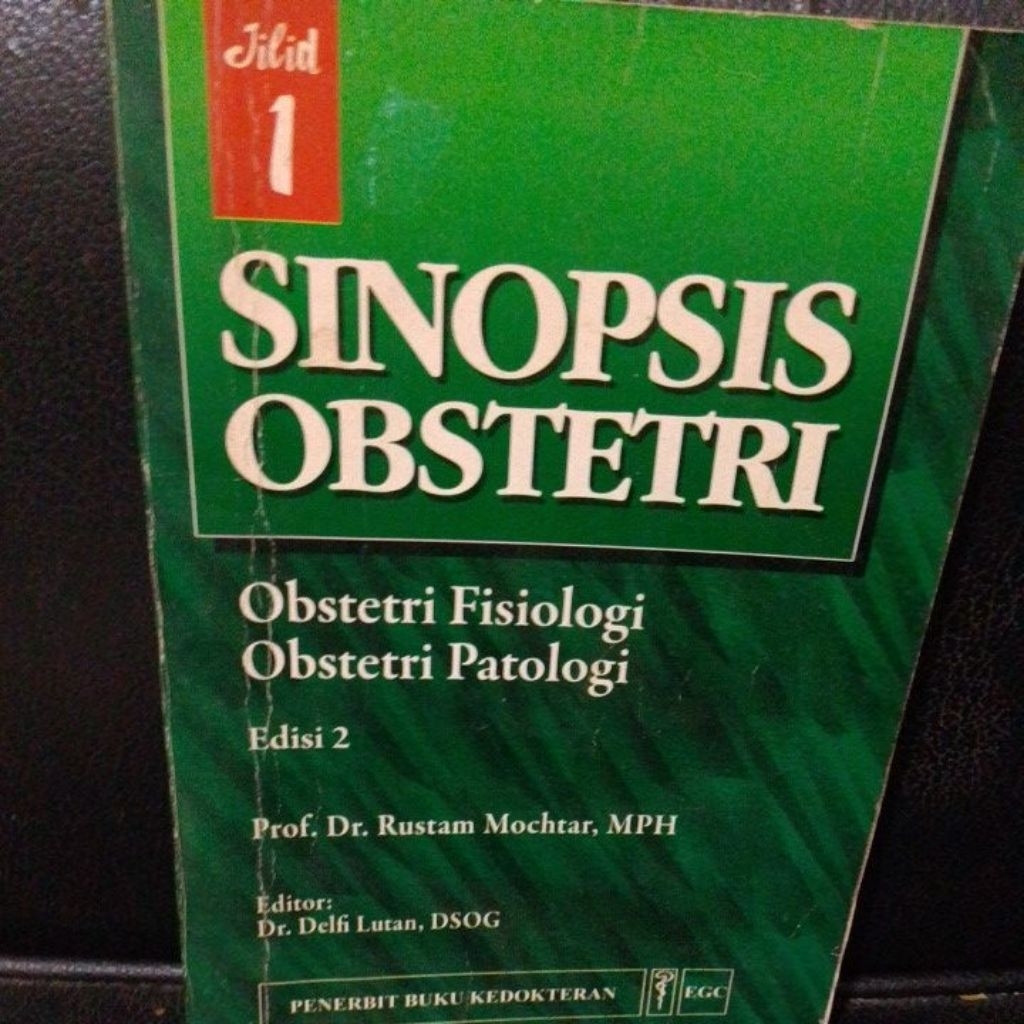 Jilid
1
SINOPSIS
OBSTETRI
Obstetri Fisiologi
Obstetri Patologi
Edisi 2
Prof. Dr. Rustam Mochtar, MPH
Editor:
Dr. Delfi Lutan, DSOG
PENERBIT BUKU KEDOKTERAN EGC